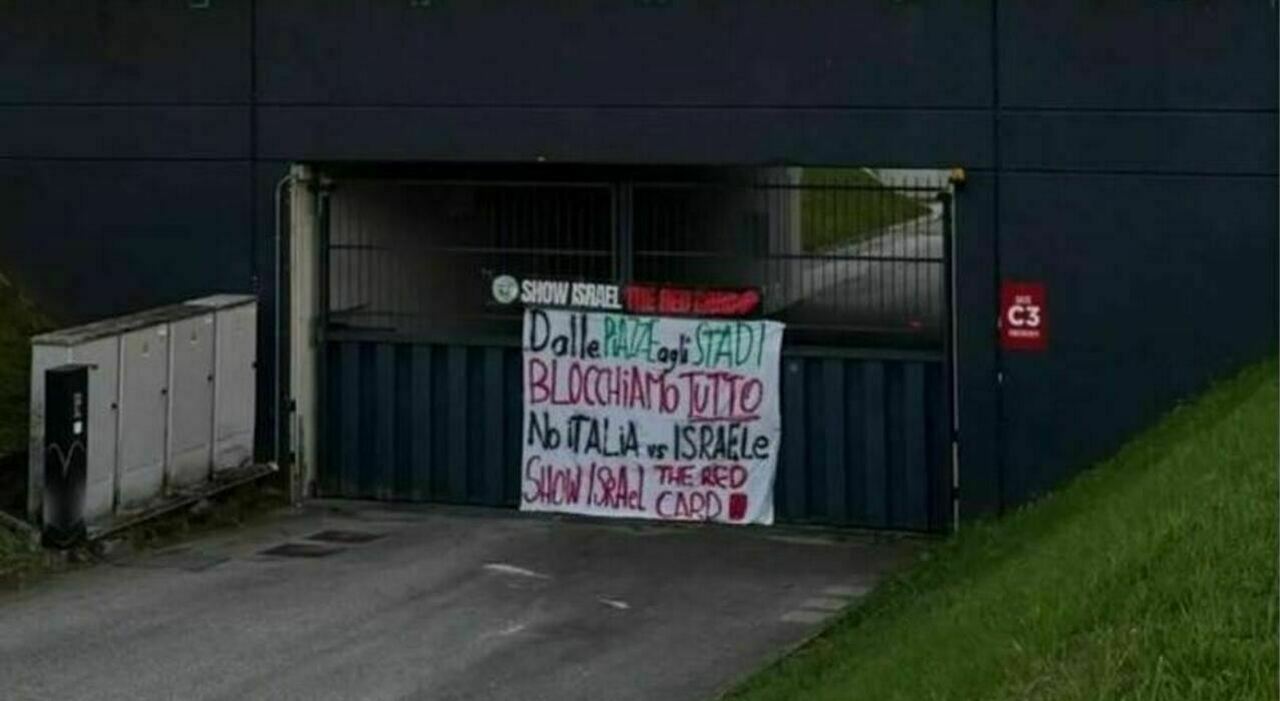 SHOW ISRAEL THE RED CARD
Dalle PIAZZE agli STADI
BLOCCHiAMO TUTTO
No iTALiA vs ISRAELe
SHOW ISRAeL THE RED
CARD
C3